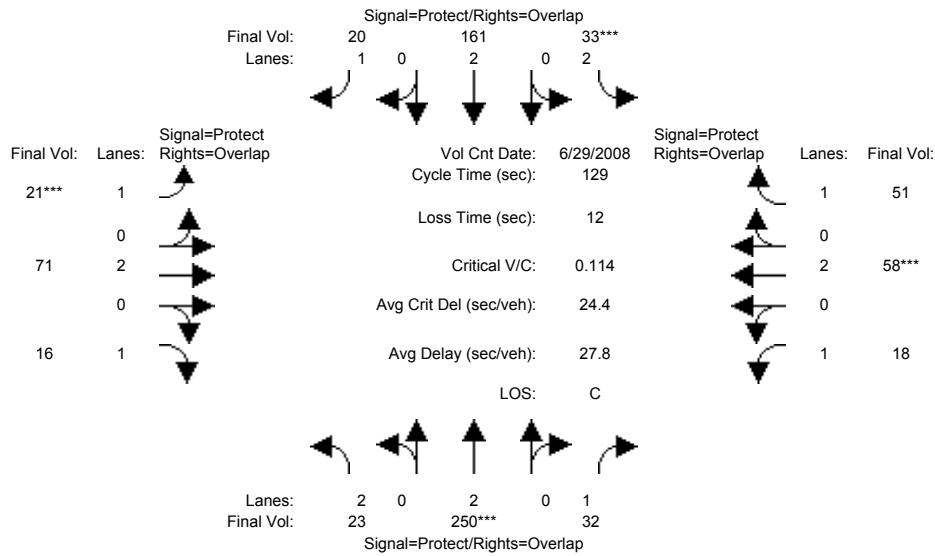 Signal=Protect/Rights=Overlap
Final Vol: 20 161 33***
Lanes: 1 0 2 0 2
Signal=Protect
Final Vol: Lanes: Rights=Overlap
Vol Cnt Date: 6/29/2008
Signal=Protect
Rights=Overlap Lanes: Final Vol:
Cycle Time (sec): 129
21*** 1
1 51
Loss Time (sec): 12
0
0
71 2
Critical V/C: 0.114
2 58***
0
Avg Crit Del (sec/veh): 24.4
0
16 1
Avg Delay (sec/veh): 27.8
1 18
LOS: C
Lanes: 2 0 2 0 1
Final Vol: 23 250*** 32
Signal=Protect/Rights=Overlap